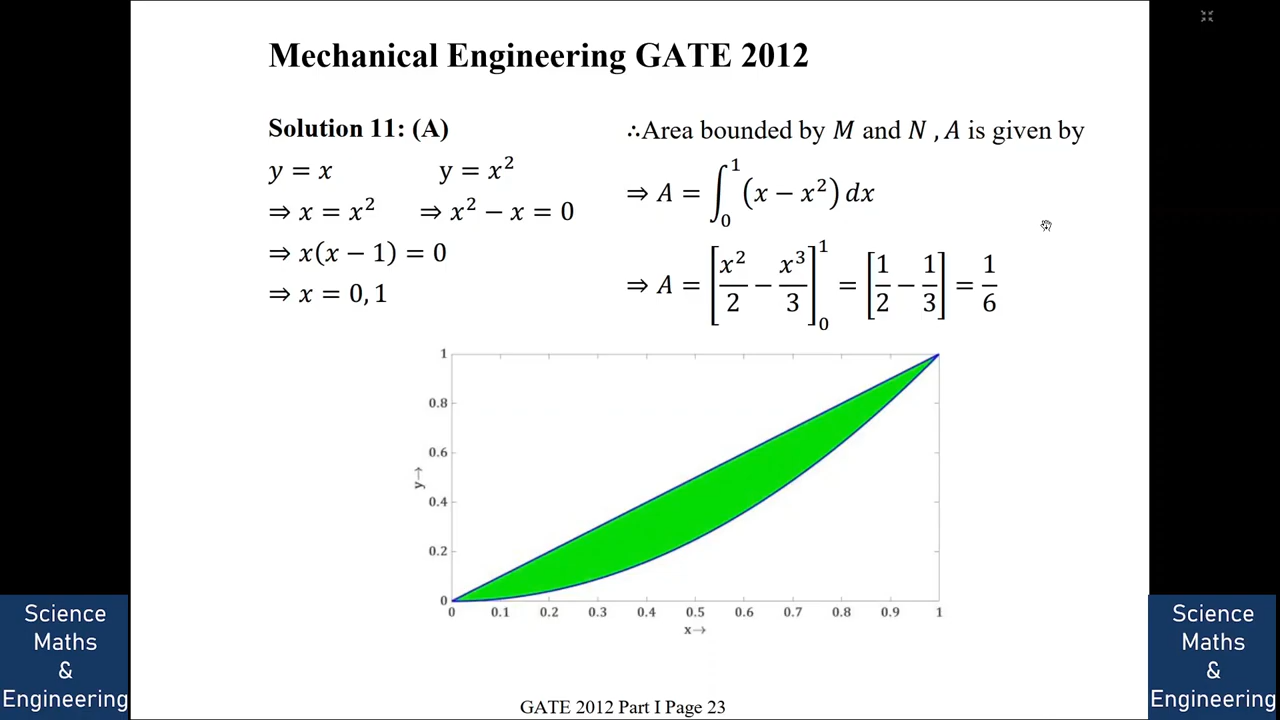 Mechanical Engineering GATE 2012
Solution 11: (A)
y = x    y = x²
⇒ x = x²    ⇒ x² − x = 0
⇒ x(x − 1) = 0
⇒ x = 0, 1
∴Area bounded by M and N , A is given by
⇒ A = ∫₀¹ (x − x²) dx
⇒ A = [x²/2 − x³/3]₀¹ = [1/2 − 1/3] = 1/6
1
0.8
0.6
0.4
0.2
0
y→
0 0.1 0.2 0.3 0.4 0.5 0.6 0.7 0.8 0.9 1
x→
Science
Maths
&
Engineering
Science
Maths
&
Engineering
GATE 2012 Part I Page 23